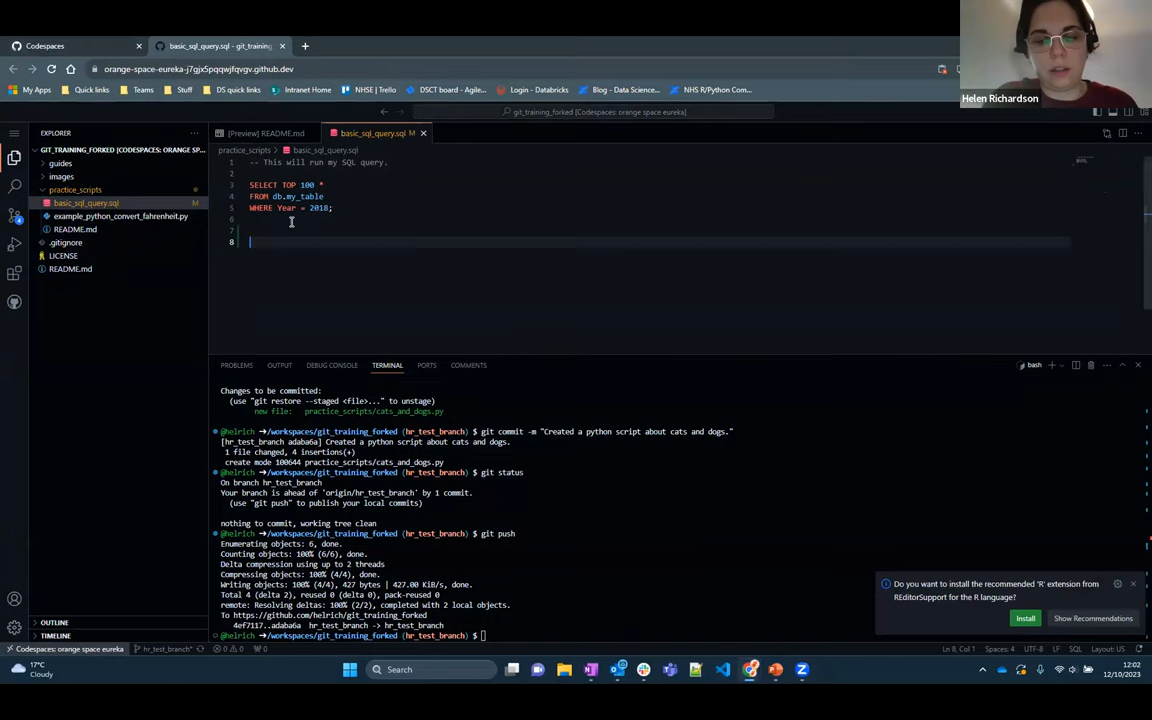 Codespaces
basic_sql_query.sql - git_training
orange-space-eureka-j7gjx5pqqwjfqvgv.github.dev
My Apps
Quick links
Teams
Stuff
DS quick links
Intranet Home
NHSE | Trello
DSCT board - Agile...
Login - Databricks
Blog - Data Science...
NHS R/Python Com...
Helen Richardson
git_training_forked [Codespaces: orange space eureka]
EXPLORER
[Preview] README.md
basic_sql_query.sql M
GIT_TRAINING_FORKED [CODESPACES: ORANGE SP...
practice_scripts > basic_sql_query.sql
guides
images
practice_scripts
basic_sql_query.sql M
example_python_convert_fahrenheit.py
README.md
.gitignore
LICENSE
README.md
1 -- This will run my SQL query.
2
3 SELECT TOP 100 *
4 FROM db.my_table
5 WHERE Year = 2018;
6
7
8
PROBLEMS OUTPUT DEBUG CONSOLE TERMINAL PORTS COMMENTS
bash
Changes to be committed:
(use "git restore --staged <file>..." to unstage)
new file: practice_scripts/cats_and_dogs.py
@helrich ➜/workspaces/git_training_forked (hr_test_branch) $ git commit -m "Created a python script about cats and dogs."
[hr_test_branch adaba6a] Created a python script about cats and dogs.
1 file changed, 4 insertions(+)
create mode 100644 practice_scripts/cats_and_dogs.py
@helrich ➜/workspaces/git_training_forked (hr_test_branch) $ git status
On branch hr_test_branch
Your branch is ahead of 'origin/hr_test_branch' by 1 commit.
(use "git push" to publish your local commits)
nothing to commit, working tree clean
@helrich ➜/workspaces/git_training_forked (hr_test_branch) $ git push
Enumerating objects: 6, done.
Counting objects: 100% (6/6), done.
Delta compression using up to 2 threads
Compressing objects: 100% (4/4), done.
Writing objects: 100% (4/4), 427 bytes | 427.00 KiB/s, done.
Total 4 (delta 2), reused 0 (delta 0), pack-reused 0
remote: Resolving deltas: 100% (2/2), completed with 2 local objects.
To https://github.com/helrich/git_training_forked
4ef7117..adaba6a hr_test_branch -> hr_test_branch
@helrich ➜/workspaces/git_training_forked (hr_test_branch) $
Do you want to install the recommended 'R' extension from
REditorSupport for the R language?
Install
Show Recommendations
OUTLINE
TIMELINE
4
Codespaces: orange space eureka
hr_test_branch*
0 0
0
Ln 8, Col 1
Spaces: 4
UTF-8
LF
SQL
Layout: US
17°C
Cloudy
Search
12:02
12/10/2023